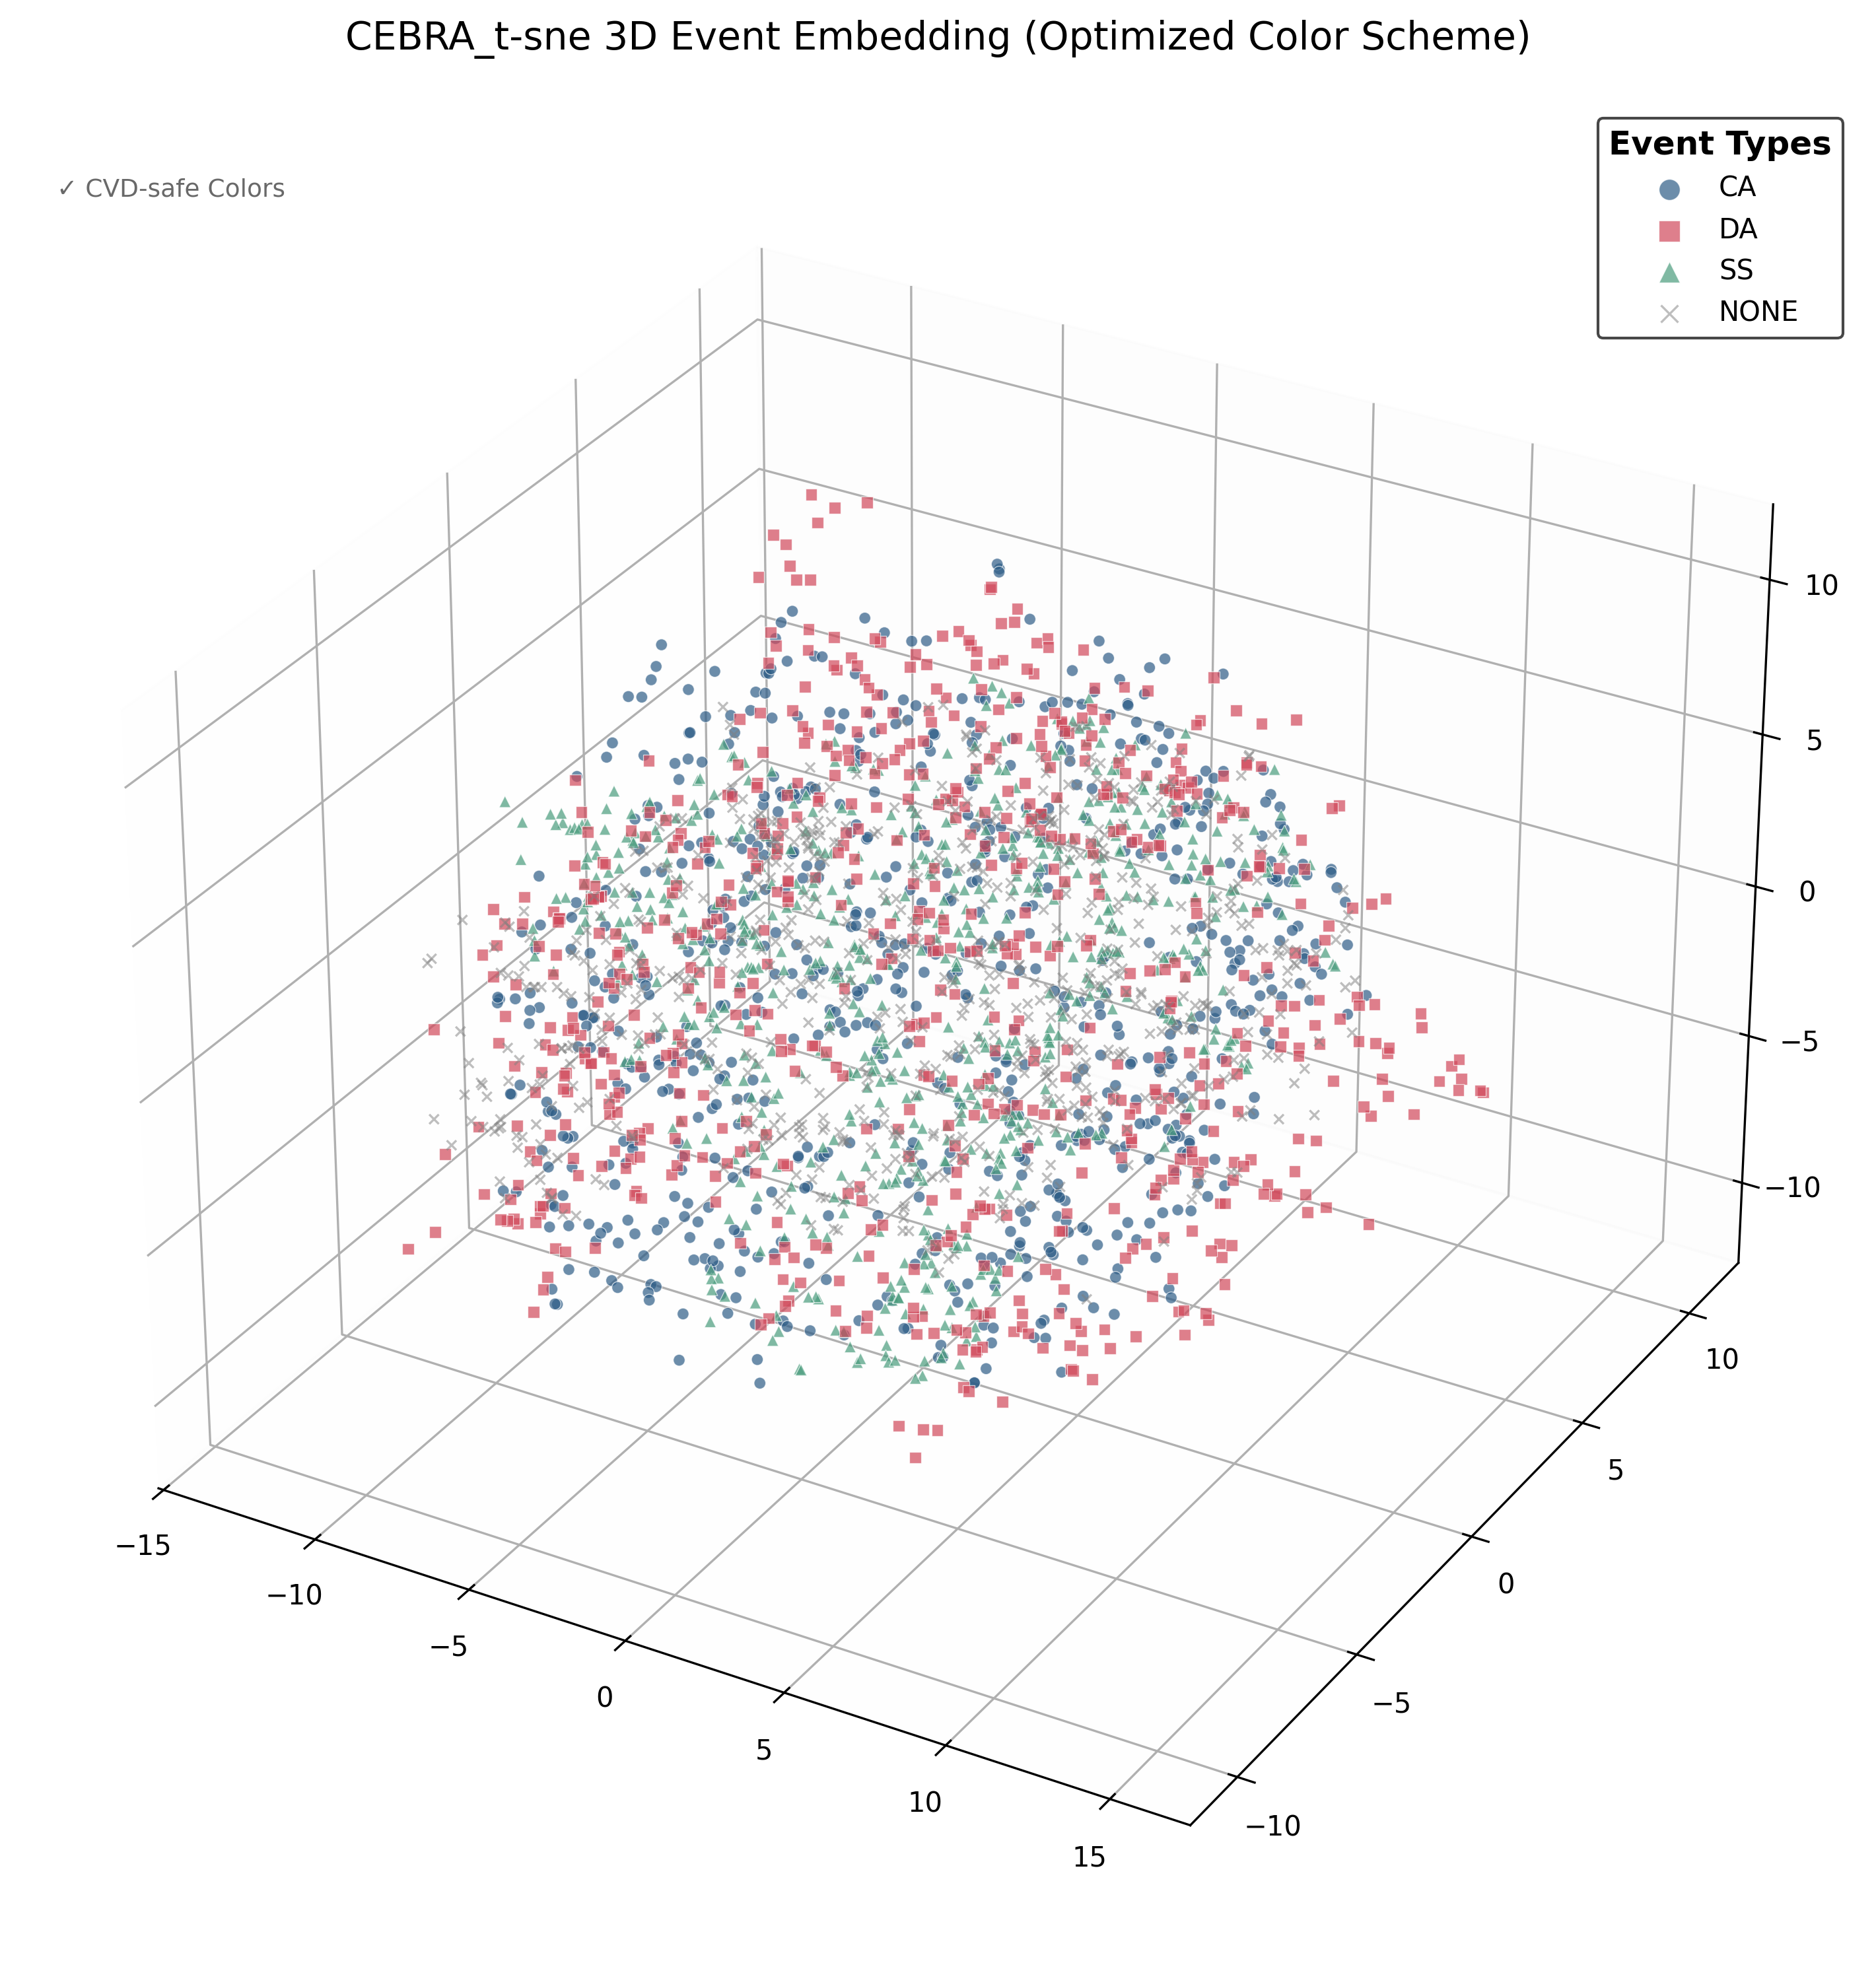 CEBRA_t-sne 3D Event Embedding (Optimized Color Scheme)
Event Types
CA
DA
SS
NONE
✓ CVD-safe Colors
10
5
0
−5
−10
10
5
0
−5
−10
−15
−10
−5
0
5
10
15